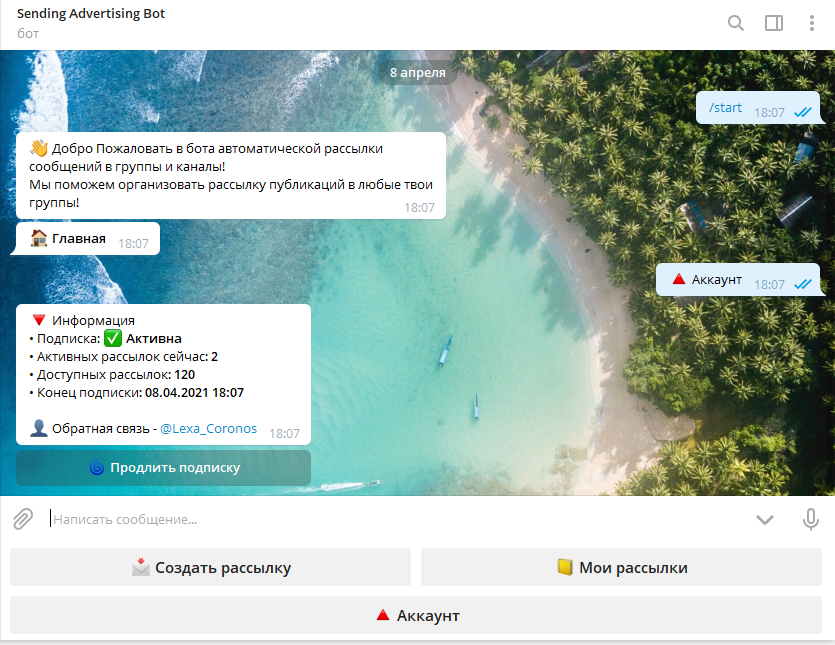 Sending Advertising Bot
бот
8 апреля
/start 18:07
👋 Добро Пожаловать в бота автоматической рассылки
сообщений в группы и каналы!
Мы поможем организовать рассылку публикаций в любые твои
группы!
18:07
🏠 Главная 18:07
🔺 Аккаунт 18:07
🔻 Информация
• Подписка: ✅ Активна
• Активных рассылок сейчас: 2
• Доступных рассылок: 120
• Конец подписки: 08.04.2021 18:07
👤 Обратная связь - @Lexa_Coronos 18:07
🌀 Продлить подписку
Написать сообщение...
📩 Создать рассылку
📒 Мои рассылки
🔺 Аккаунт